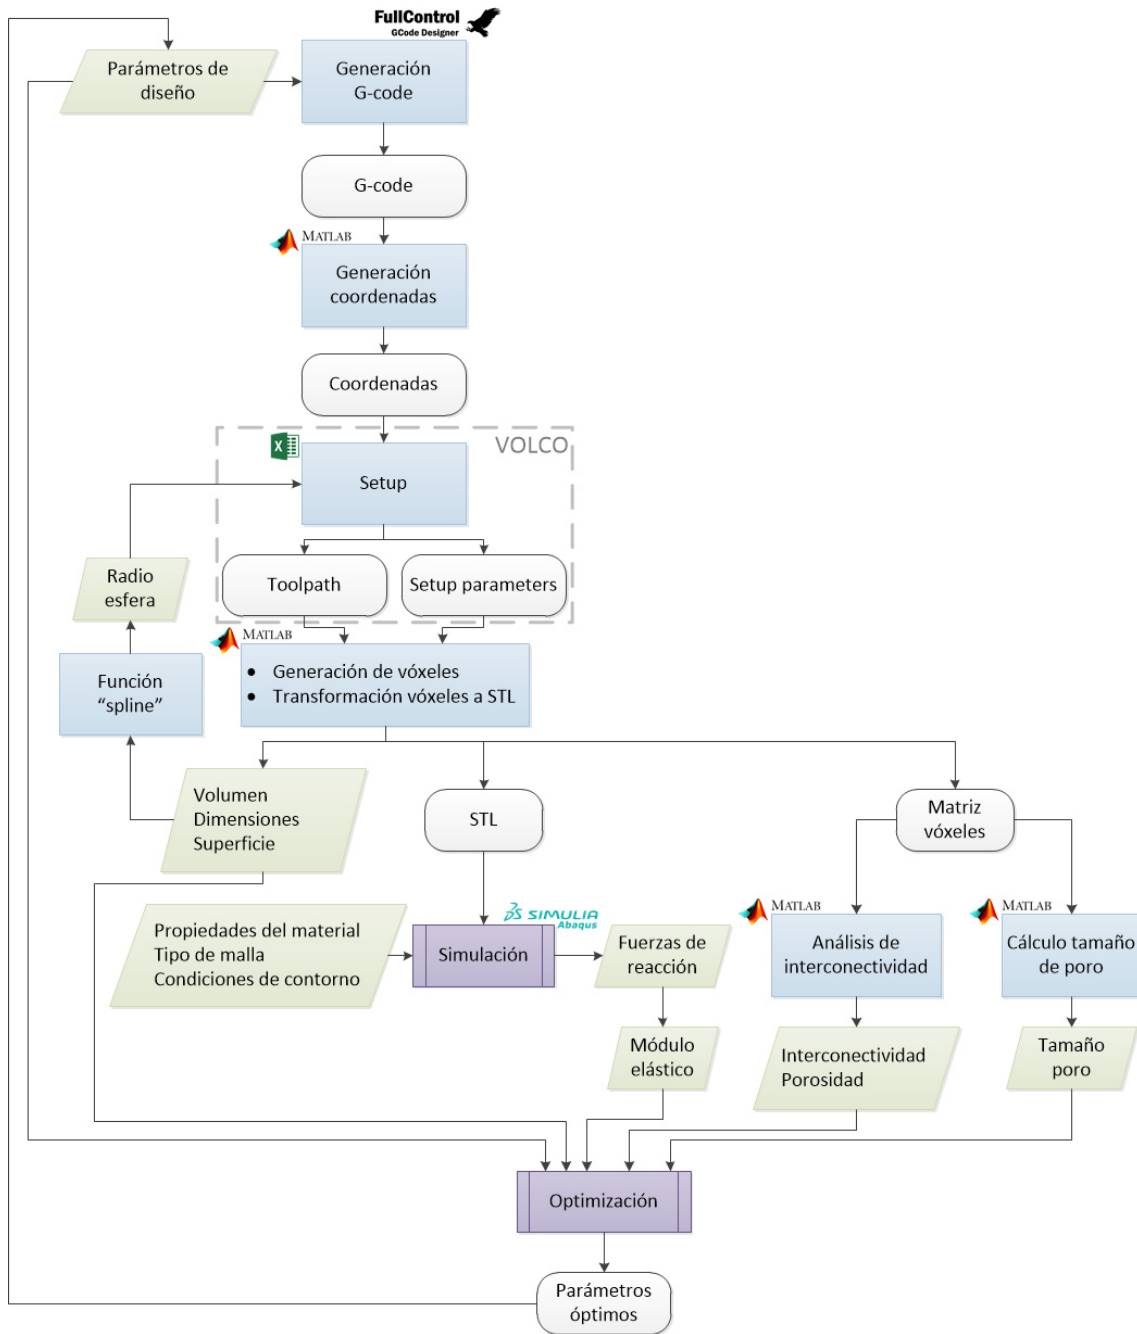 FullControl
GCode Designer
Parámetros de
diseño
Generación
G-code
G-code
MATLAB
Generación
coordenadas
Coordenadas
VOLCO
X
Setup
Radio
esfera
Toolpath
Setup parameters
MATLAB
Función
"spline"
• Generación de vóxeles
• Transformación vóxeles a STL
Volumen
Dimensiones
Superficie
STL
Matriz
vóxeles
Propiedades del material
Tipo de malla
Condiciones de contorno
SIMULIA
Abaqus
Simulación
Fuerzas de
reacción
MATLAB
Análisis de
interconectividad
MATLAB
Cálculo tamaño
de poro
Módulo
elástico
Interconectividad
Porosidad
Tamaño
poro
Optimización
Parámetros
óptimos